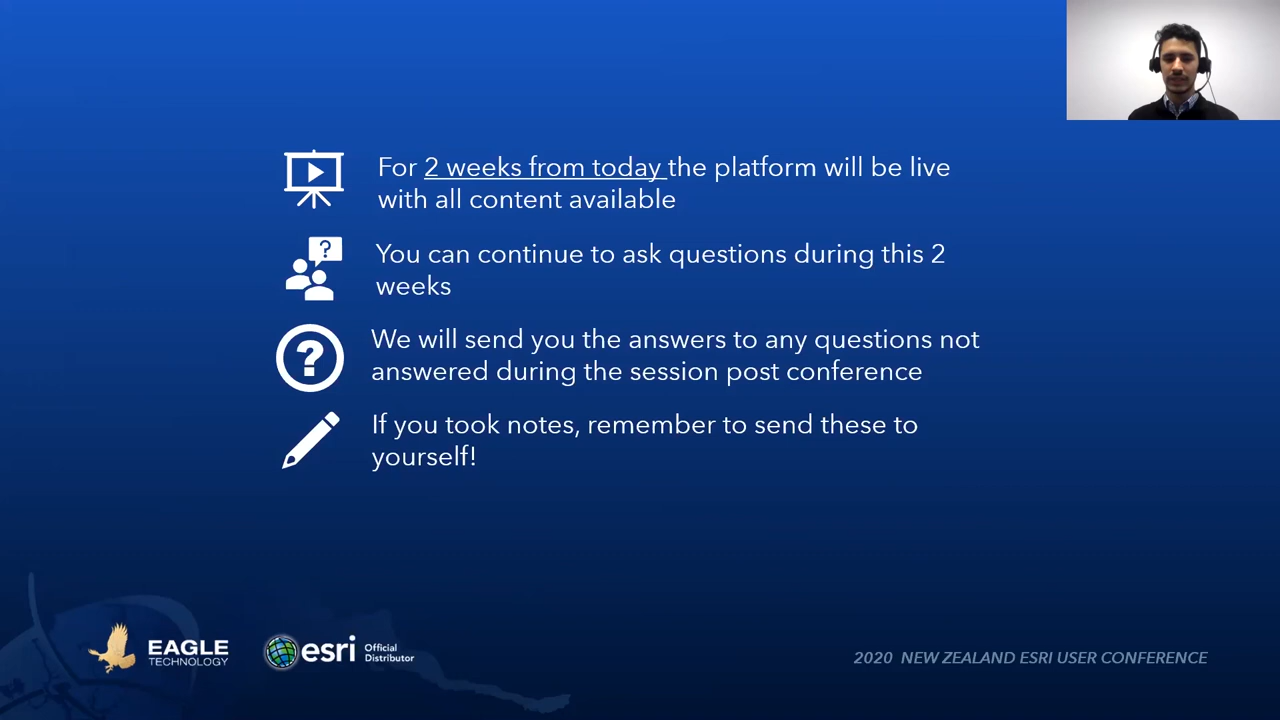 For 2 weeks from today the platform will be live
with all content available
You can continue to ask questions during this 2
weeks
We will send you the answers to any questions not
answered during the session post conference
If you took notes, remember to send these to
yourself!
EAGLE
TECHNOLOGY
esri Official
Distributor
2020 NEW ZEALAND ESRI USER CONFERENCE